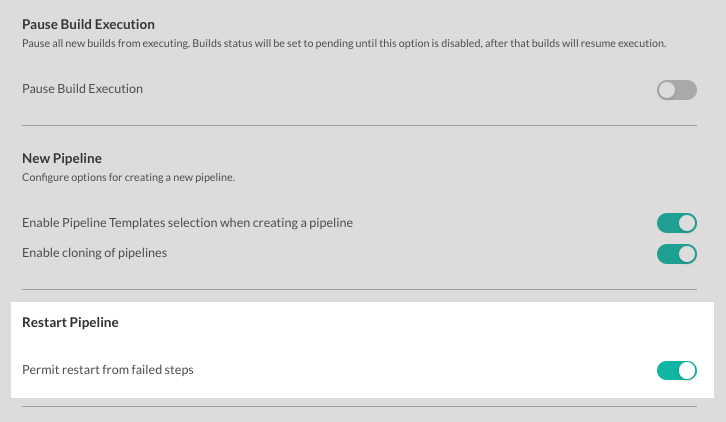 Pause Build Execution
Pause all new builds from executing. Builds status will be set to pending until this option is disabled, after that builds will resume execution.
Pause Build Execution
New Pipeline
Configure options for creating a new pipeline.
Enable Pipeline Templates selection when creating a pipeline
Enable cloning of pipelines
Restart Pipeline
Permit restart from failed steps